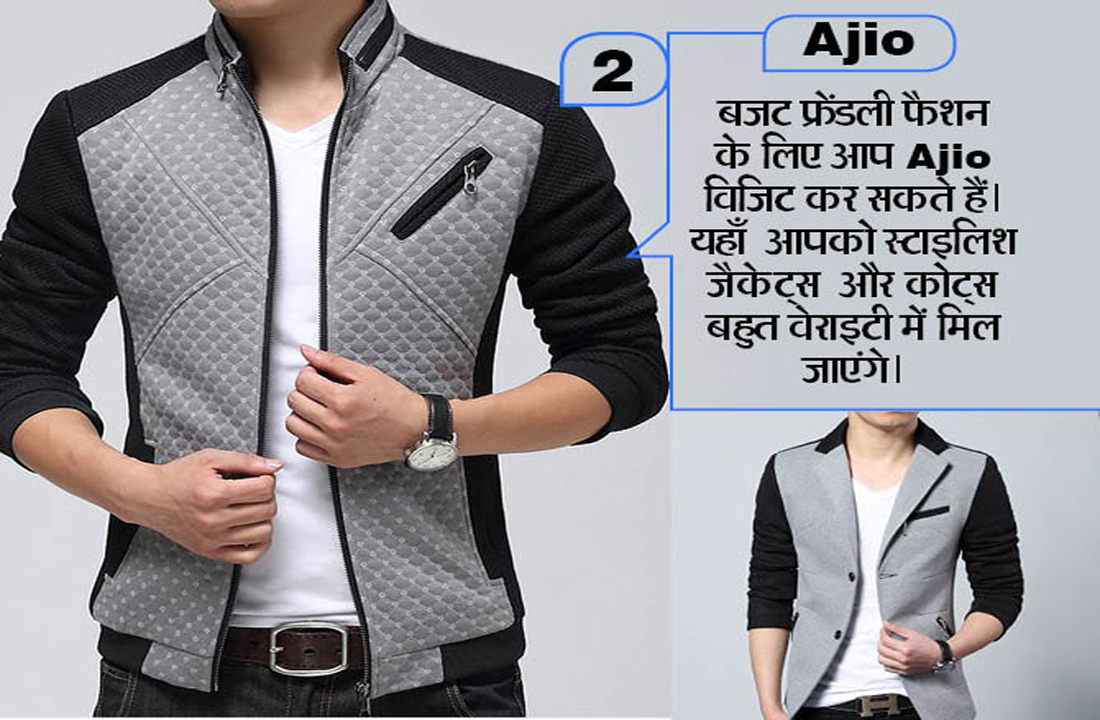 2
Ajio
बजट फ्रेंडली फैशन
के लिए आप Ajio
विजिट कर सकते हैं।
यहाँ आपको स्टाइलिश
जैकेट्स और कोट्स
बहुत वेराइटी में मिल
जाएंगे।